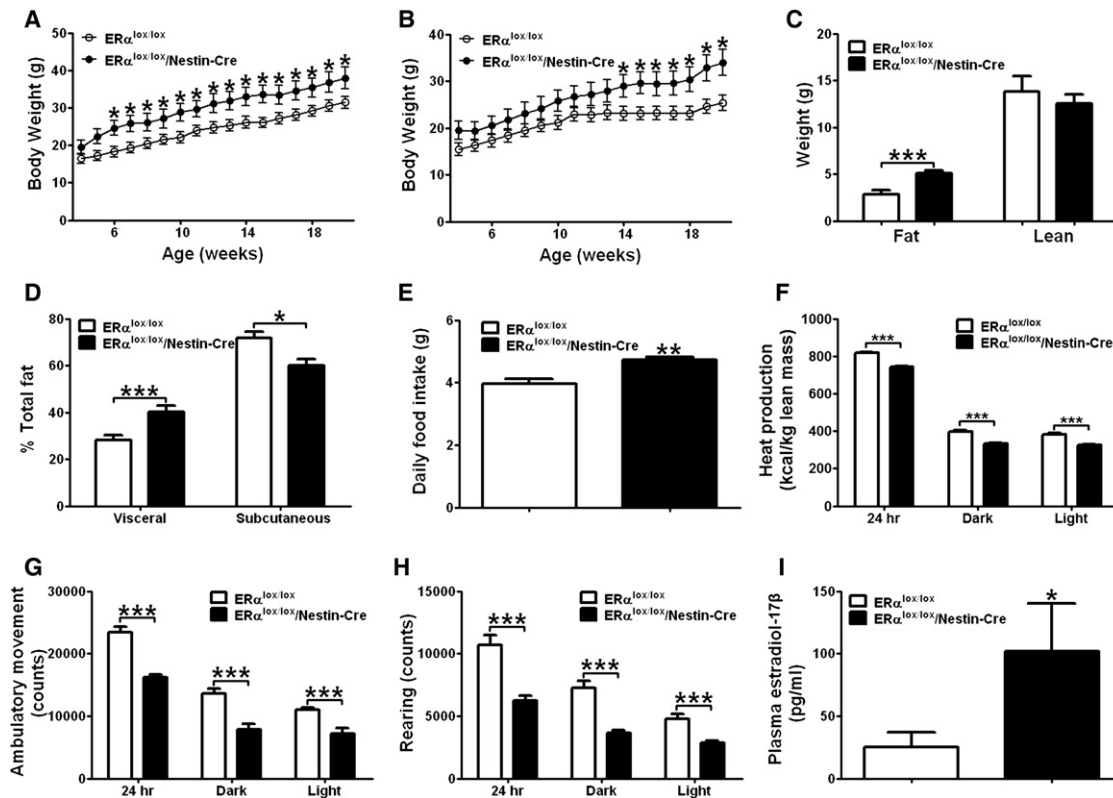 A
ERα^lox/lox
ERα^lox/lox/Nestin-Cre
* * * * * * * * * * * * * * *
Body Weight (g)
60
40
20
0
6
10
14
18
Age (weeks)
B
ERα^lox/lox
ERα^lox/lox/Nestin-Cre
* * * * * * *
Body Weight (g)
40
30
20
10
0
6
10
14
18
Age (weeks)
C
ERα^lox/lox
ERα^lox/lox/Nestin-Cre
***
Weight (g)
20
15
10
5
0
Fat
Lean
D
ERα^lox/lox
ERα^lox/lox/Nestin-Cre
***
*
% Total fat
80
60
40
20
0
Visceral
Subcutaneous
E
ERα^lox/lox
ERα^lox/lox/Nestin-Cre
**
Daily food intake (g)
6
4
2
0
F
ERα^lox/lox
ERα^lox/lox/Nestin-Cre
***
***
***
Heat production
(kcal/kg lean mass)
1000
800
600
400
200
0
24 hr
Dark
Light
G
ERα^lox/lox
ERα^lox/lox/Nestin-Cre
***
***
***
Ambulatory movement
(counts)
30000
20000
10000
0
24 hr
Dark
Light
H
ERα^lox/lox
ERα^lox/lox/Nestin-Cre
***
***
***
Rearing (counts)
15000
10000
5000
0
24 hr
Dark
Light
I
ERα^lox/lox
ERα^lox/lox/Nestin-Cre
*
Plasma estradiol-17β
(pg/ml)
150
100
50
0